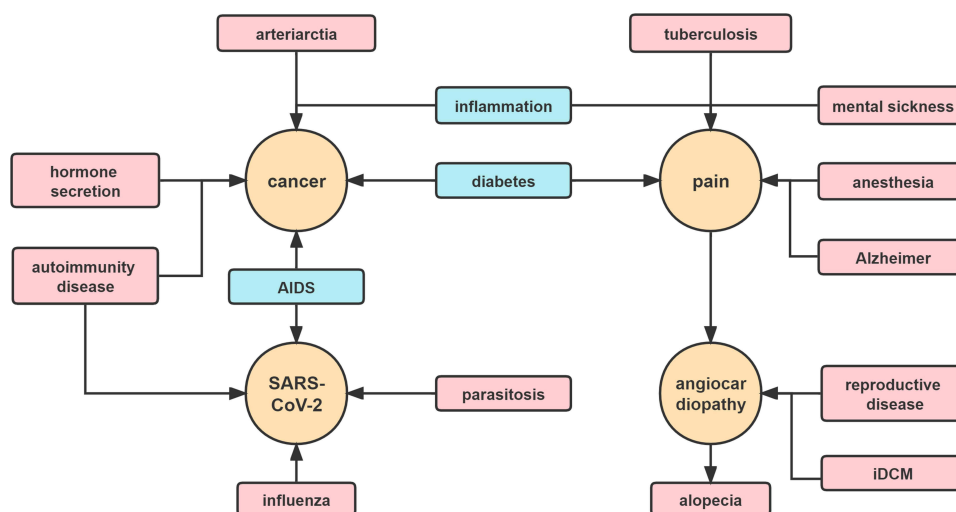 arteriarctia
tuberculosis
inflammation
mental sickness
hormone
secretion
cancer
diabetes
pain
anesthesia
autoimmunity
disease
AIDS
Alzheimer
SARS-
CoV-2
parasitosis
angiocar
diopathy
reproductive
disease
iDCM
influenza
alopecia